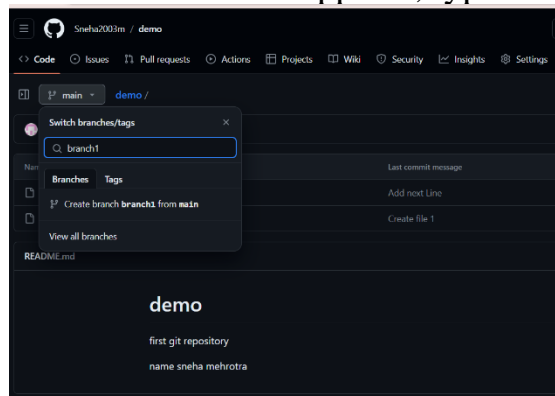 Sneha2003m / demo
Code Issues Pull requests Actions Projects Wiki Security Insights Settings
main demo /
Switch branches/tags
branch1
Name Last commit message
Branches Tags
Add next Line
Create branch branch1 from main
Create file 1
View all branches
README.md
demo
first git repository
name sneha mehrotra